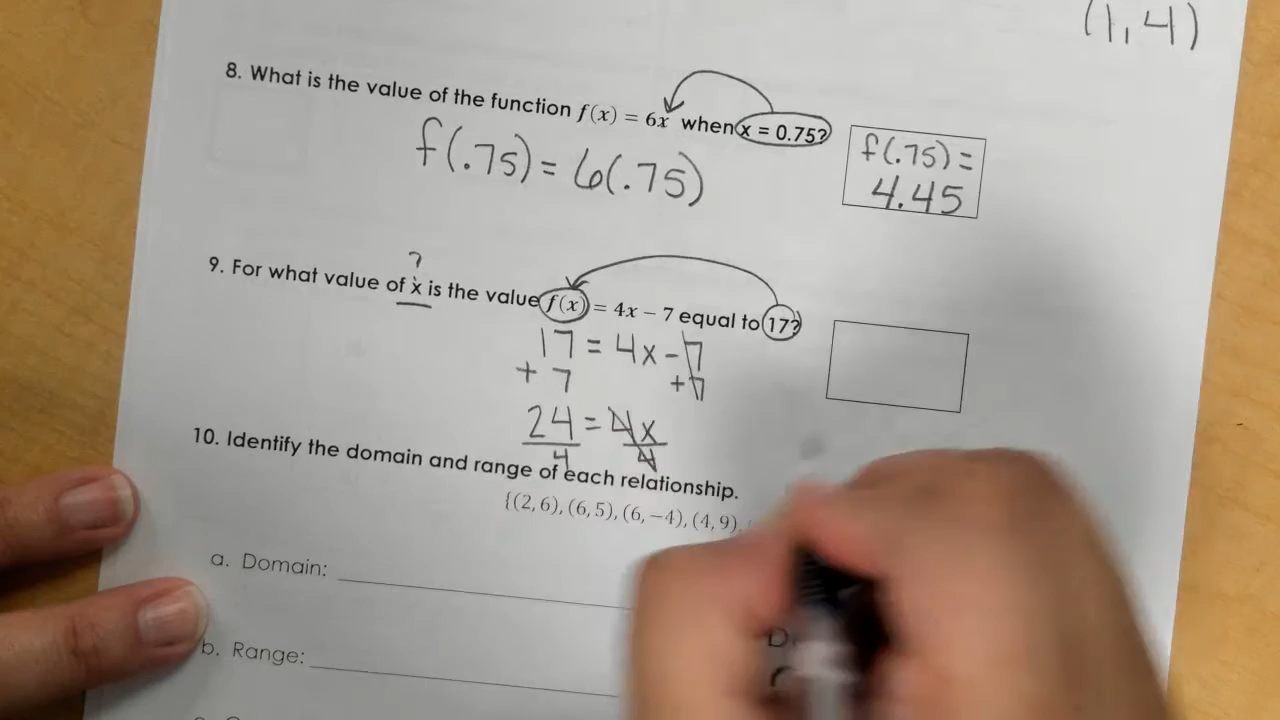 (1,4)
8. What is the value of the function f(x) = 6x when x = 0.75?
f(.75) = 6(.75)
f(.75) =
4.45
?
9. For what value of x is the value f(x) = 4x − 7 equal to 17?
17 = 4x - 7
+ 7 +7
24 = 4x
4 4
10. Identify the domain and range of each relationship.
{(2, 6), (6, 5), (6, −4), (4, 9),
a. Domain:
b. Range: